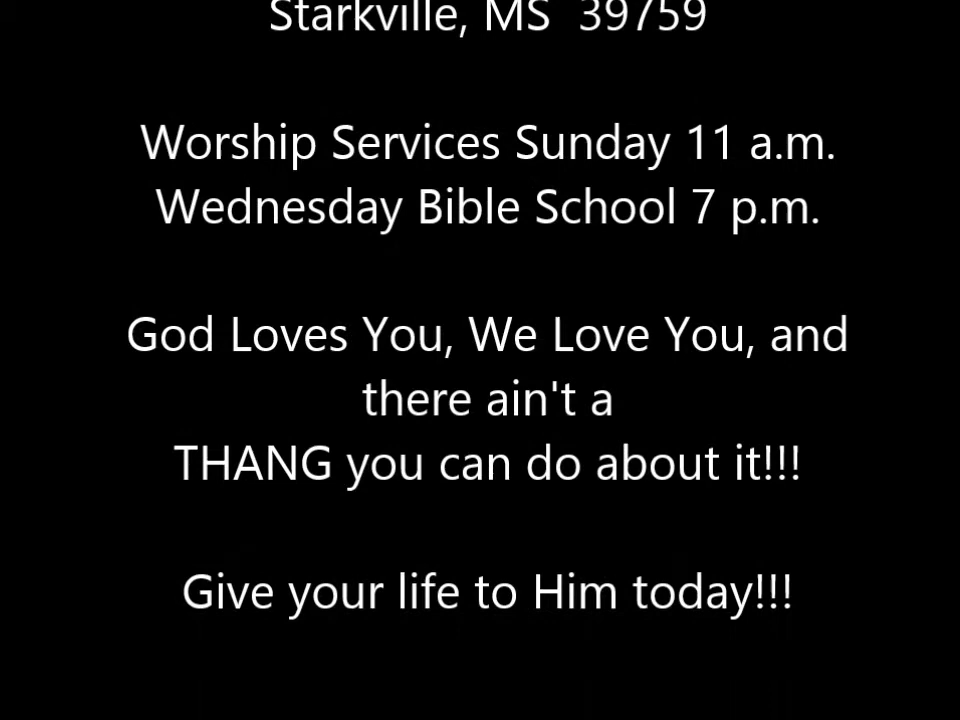 Starkville, MS 39759
Worship Services Sunday 11 a.m.
Wednesday Bible School 7 p.m.
God Loves You, We Love You, and
there ain't a
THANG you can do about it!!!
Give your life to Him today!!!